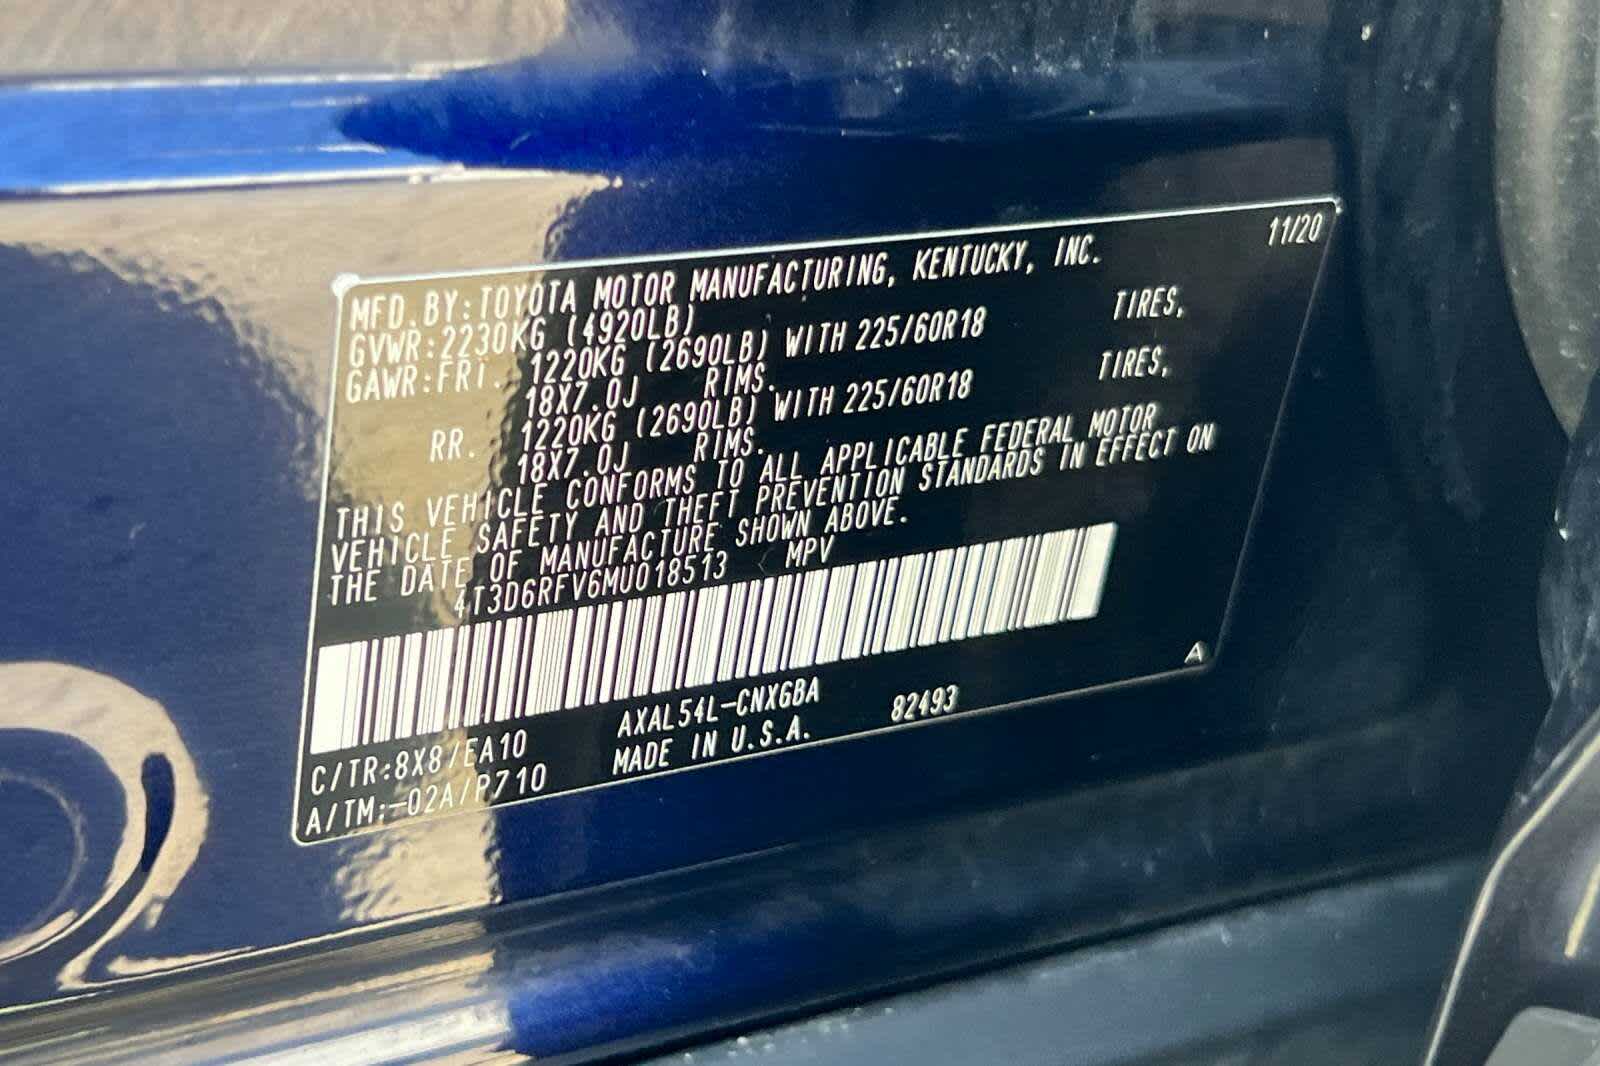 11/20
MFD. BY: TOYOTA MOTOR MANUFACTURING, KENTUCKY, INC.
GVWR: 2230KG (4920LB)
GAWR: FRT. 1220KG (2690LB) WITH 225/60R18 TIRES,
18X7.0J RIMS.
RR. 1220KG (2690LB) WITH 225/60R18 TIRES,
18X7.0J RIMS.
THIS VEHICLE CONFORMS TO ALL APPLICABLE FEDERAL MOTOR
VEHICLE SAFETY AND THEFT PREVENTION STANDARDS IN EFFECT ON
THE DATE OF MANUFACTURE SHOWN ABOVE.
4T3D6RFV6MU018513 MPV
A
C/TR: 8X8/EA10 AXAL54L-CNXGBA 82493
A/TM: -02A/P710 MADE IN U.S.A.